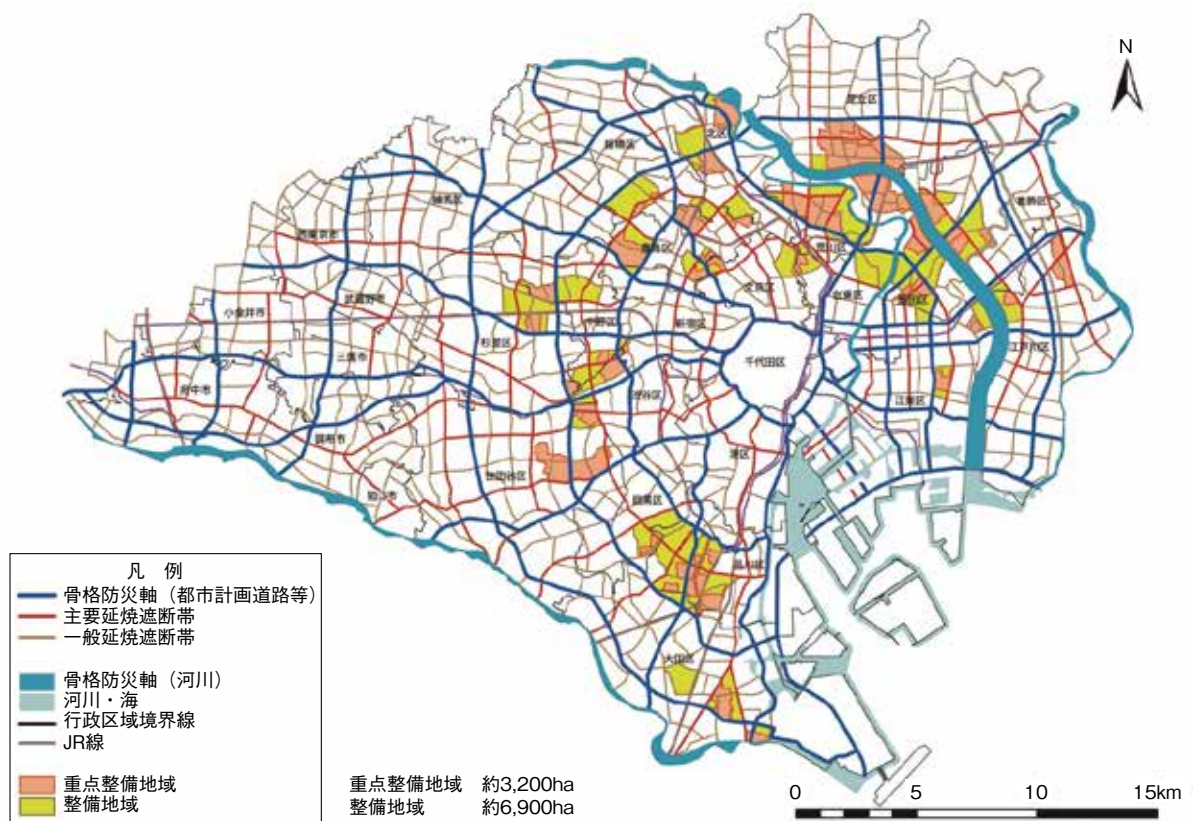 N
足立区
北区
板橋区
葛飾区
練馬区
西東京市
豊島区
荒川区
文京区
台東区
墨田区
武蔵野市
小金井市
中野区
新宿区
杉並区
江戸川区
三鷹市
千代田区
府中市
渋谷区
江東区
調布市
港区
世田谷区
狛江市
目黒区
品川区
大田区
凡 例
骨格防災軸（都市計画道路等）
主要延焼遮断帯
一般延焼遮断帯
骨格防災軸（河川）
河川・海
行政区域境界線
JR線
重点整備地域
整備地域
重点整備地域 約3,200ha
整備地域 約6,900ha
0 5 10 15km